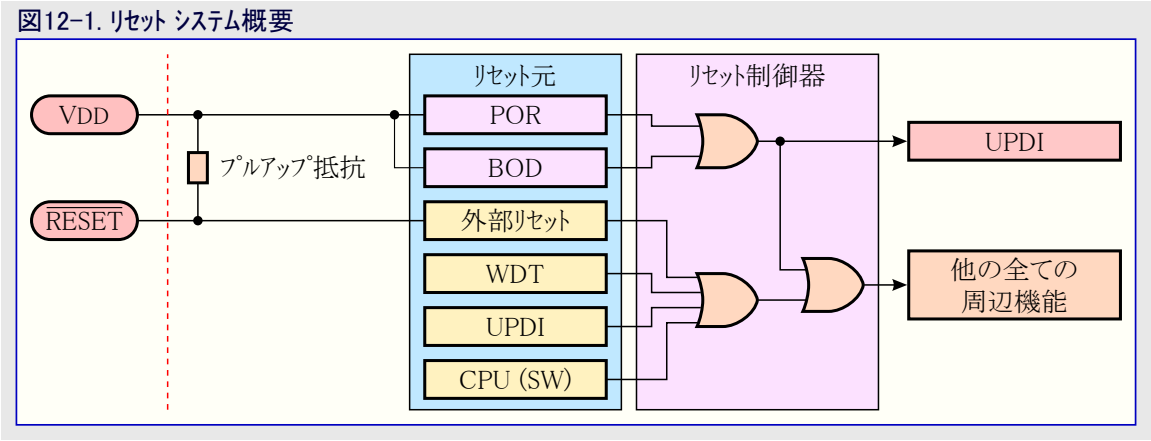 図12-1. リセット システム概要
リセット元
リセット制御器
VDD
POR
UPDI
プルアップ抵抗
BOD
RESET
外部リセット
WDT
他の全ての
周辺機能
UPDI
CPU (SW)